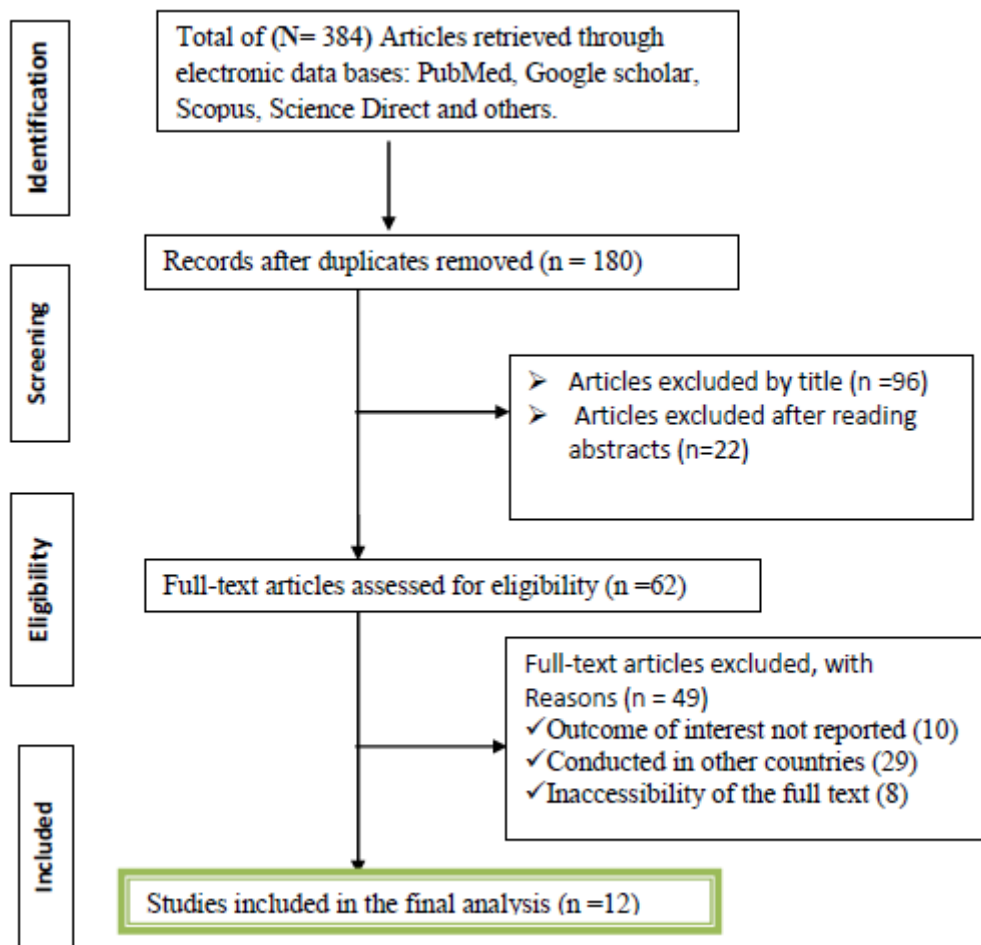 Identification
Total of (N= 384) Articles retrieved through
electronic data bases: PubMed, Google scholar,
Scopus, Science Direct and others.
Records after duplicates removed (n = 180)
Screening
➤ Articles excluded by title (n =96)
➤ Articles excluded after reading
abstracts (n=22)
Eligibility
Full-text articles assessed for eligibility (n =62)
Full-text articles excluded, with
Reasons (n = 49)
✓Outcome of interest not reported (10)
✓Conducted in other countries (29)
✓Inaccessibility of the full text (8)
Included
Studies included in the final analysis (n =12)